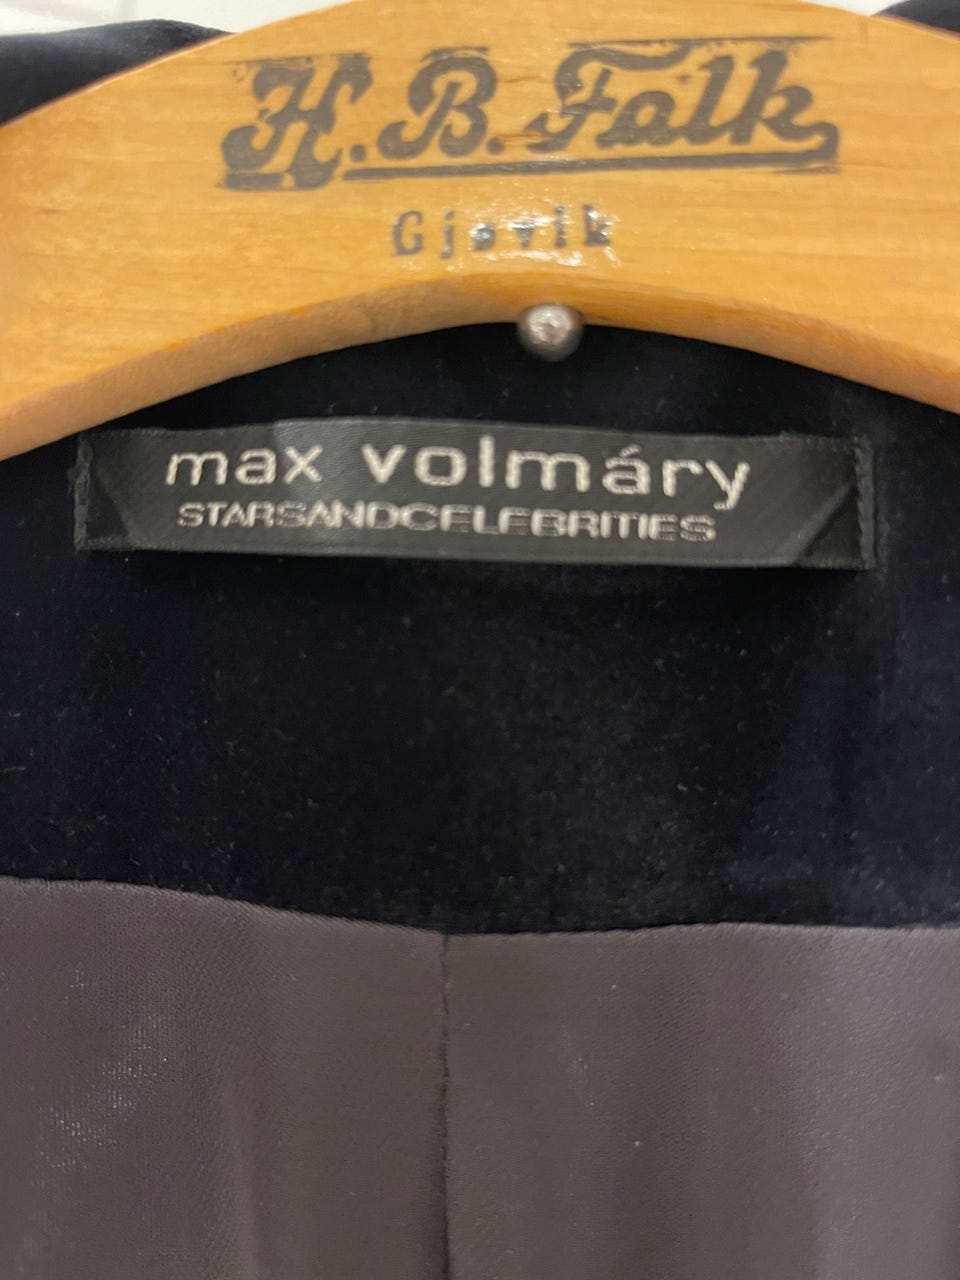 H.B. Falk
Gjøvik
max volmáry
STARSANDCELEBRITIES